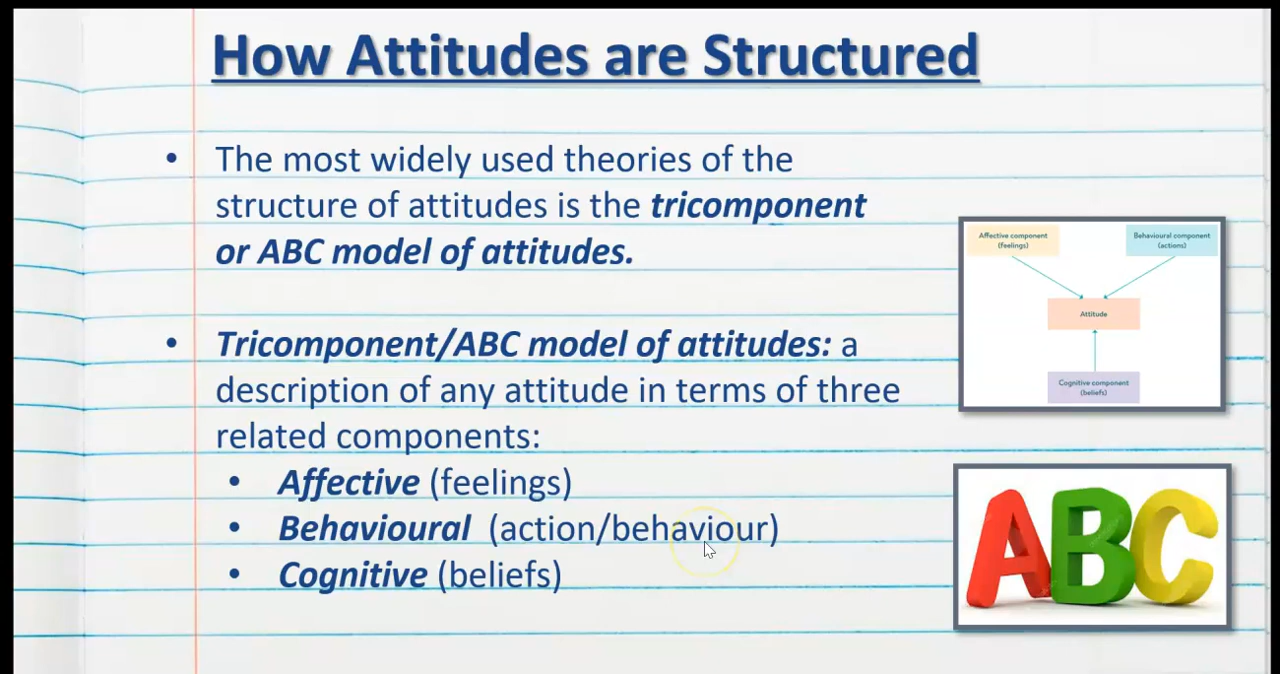 How Attitudes are Structured
• The most widely used theories of the
structure of attitudes is the tricomponent
or ABC model of attitudes.
• Tricomponent/ABC model of attitudes: a
description of any attitude in terms of three
related components:
• Affective (feelings)
• Behavioural (action/behaviour)
• Cognitive (beliefs)
Affective component
(feelings)
Behavioural component
(actions)
Attitude
Cognitive component
(beliefs)
ABC